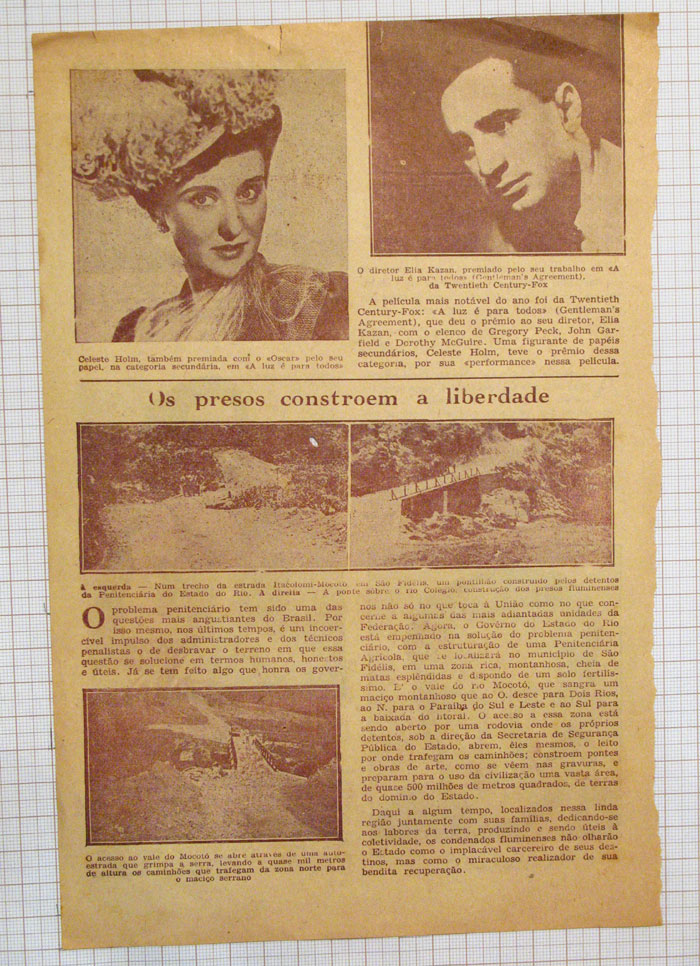 O diretor Elia Kazan, premiado pelo seu trabalho em «A
luz é para todos» (Gentleman's Agreement),
da Twentieth Century-Fox
A película mais notável do ano foi da Twentieth
Century-Fox: «A luz é para todos» (Gentleman's
Agreement), que deu o prêmio ao seu diretor, Elia
Kazan, com o elenco de Gregory Peck, John Gar-
field e Dorothy McGuire. Uma figurante de papéis
secundários, Celeste Holm, teve o prêmio dessa
categoria, por sua «performance» nessa película.
Celeste Holm, também premiada com o «Oscar» pelo seu
papel, na categoria secundária, em «A luz é para todos»
Os presos constroem a liberdade
À esquerda — Num trecho da estrada Itacolomi-Mocotó em São Fidélis, um pontilhão construido pelos detentos
da Penitenciária do Estado do Rio. À direita — A ponte sobre o rio Colégio, construção dos presos fluminenses
O problema penitenciário tem sido uma das
questões mais angustiantes do Brasil. Por
isso mesmo, nos últimos tempos, é um incoer-
cível impulso dos administradores e dos técnicos
penalistas o de desbravar o terreno em que essa
questão se solucione em termos humanos, honestos
e úteis. Já se tem feito algo que honra os gover-
O acesso ao vale do Mocotó se abre através de uma auto-
estrada que grimpa a serra, levando a quase mil metros
de altura os caminhões que trafegam da zona norte para
o maciço serrano
nos não só no que toca à União como no que con-
cerne a algumas das mais adiantadas unidades da
Federação. Agora, o Govêrno do Estado do Rio
está empenhado na solução do problema peniten-
ciário, com a estruturação de uma Penitenciária
Agrícola, que se localizará no município de São
Fidélis, em uma zona rica, montanhosa, cheia de
matas esplêndidas e dispondo de um solo fertilís-
simo. E' o vale do rio Mocotó, que sangra um
maciço montanhoso que ao O. desce para Dois Rios,
ao N. para o Paraíba do Sul e Leste e ao Sul para
a baixada do litoral. O acesso a essa zona está
sendo aberto por uma rodovia onde os próprios
detentos, sob a direção da Secretaria de Segurança
Pública do Estado, abrem, êles mesmos, o leito
por onde trafegam os caminhões; constroem pontes
e obras de arte, como se vêem nas gravuras, e
preparam para o uso da civilização uma vasta área,
de quase 500 milhões de metros quadrados, de terras
do domínio do Estado.
Daqui a algum tempo, localizados nessa linda
região juntamente com suas famílias, dedicando-se
aos labores da terra, produzindo e sendo úteis à
coletividade, os condenados fluminenses não olharão
o Estado como o implacável carcereiro de seus des-
tinos, mas como o miraculoso realizador de sua
bendita recuperação.